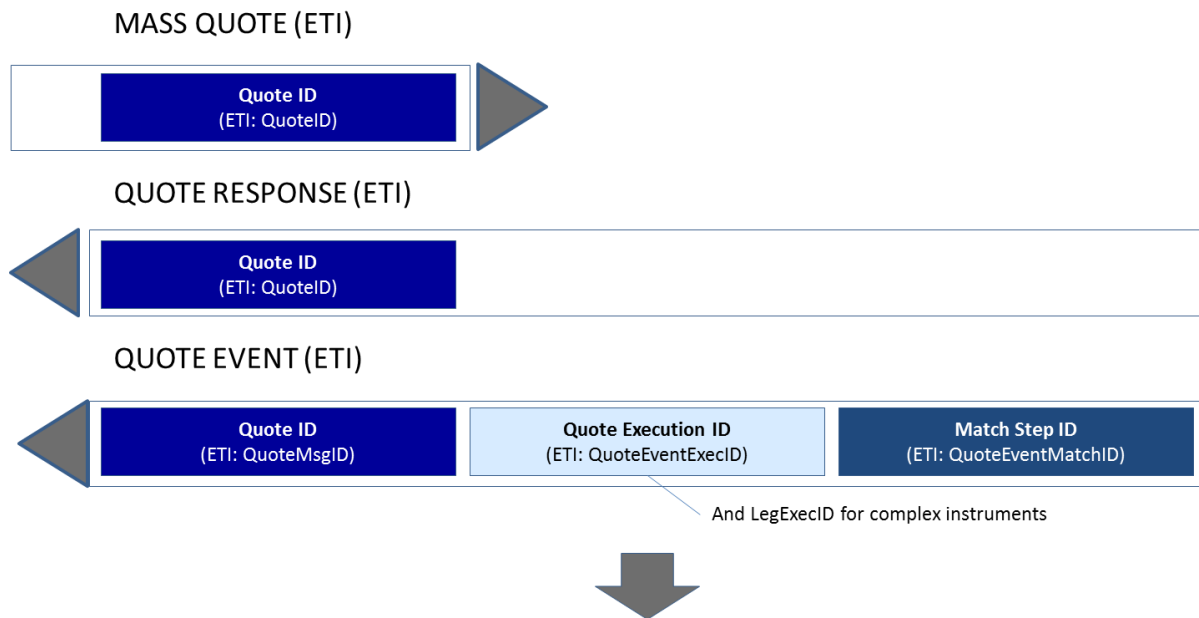 MASS QUOTE (ETI)
Quote ID
(ETI: QuoteID)
QUOTE RESPONSE (ETI)
Quote ID
(ETI: QuoteID)
QUOTE EVENT (ETI)
Quote ID
(ETI: QuoteMsgID)
Quote Execution ID
(ETI: QuoteEventExecID)
Match Step ID
(ETI: QuoteEventMatchID)
And LegExecID for complex instruments